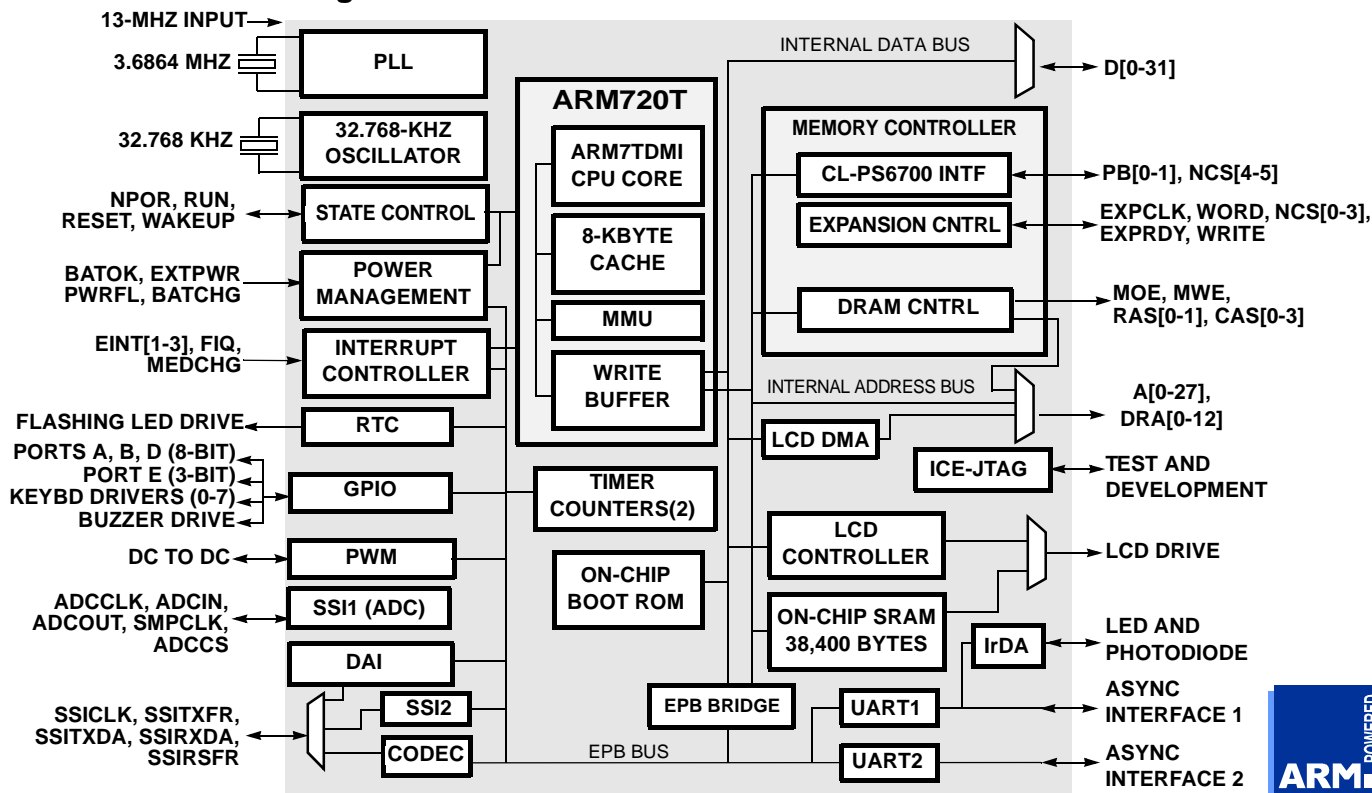 13-MHZ INPUT
3.6864 MHZ
PLL
INTERNAL DATA BUS
D[0-31]
ARM720T
32.768 KHZ
32.768-KHZ
OSCILLATOR
ARM7TDMI
CPU CORE
MEMORY CONTROLLER
CL-PS6700 INTF
PB[0-1], NCS[4-5]
NPOR, RUN,
RESET, WAKEUP
STATE CONTROL
8-KBYTE
CACHE
EXPANSION CNTRL
EXPCLK, WORD, NCS[0-3],
EXPRDY, WRITE
BATOK, EXTPWR
PWRFL, BATCHG
POWER
MANAGEMENT
MMU
DRAM CNTRL
MOE, MWE,
RAS[0-1], CAS[0-3]
EINT[1-3], FIQ,
MEDCHG
INTERRUPT
CONTROLLER
WRITE
BUFFER
INTERNAL ADDRESS BUS
A[0-27],
DRA[0-12]
FLASHING LED DRIVE
RTC
LCD DMA
PORTS A, B, D (8-BIT)
PORT E (3-BIT)
KEYBD DRIVERS (0-7)
BUZZER DRIVE
GPIO
TIMER
COUNTERS(2)
ICE-JTAG
TEST AND
DEVELOPMENT
DC TO DC
PWM
ON-CHIP
BOOT ROM
LCD
CONTROLLER
LCD DRIVE
ADCCLK, ADCIN,
ADCOUT, SMPCLK,
ADCCS
SSI1 (ADC)
ON-CHIP SRAM
38,400 BYTES
IrDA
LED AND
PHOTODIODE
DAI
SSICLK, SSITXFR,
SSITXDA, SSIRXDA,
SSIRSFR
SSI2
EPB BRIDGE
UART1
ASYNC
INTERFACE 1
CODEC
EPB BUS
UART2
ASYNC
INTERFACE 2
ARM
POWERED